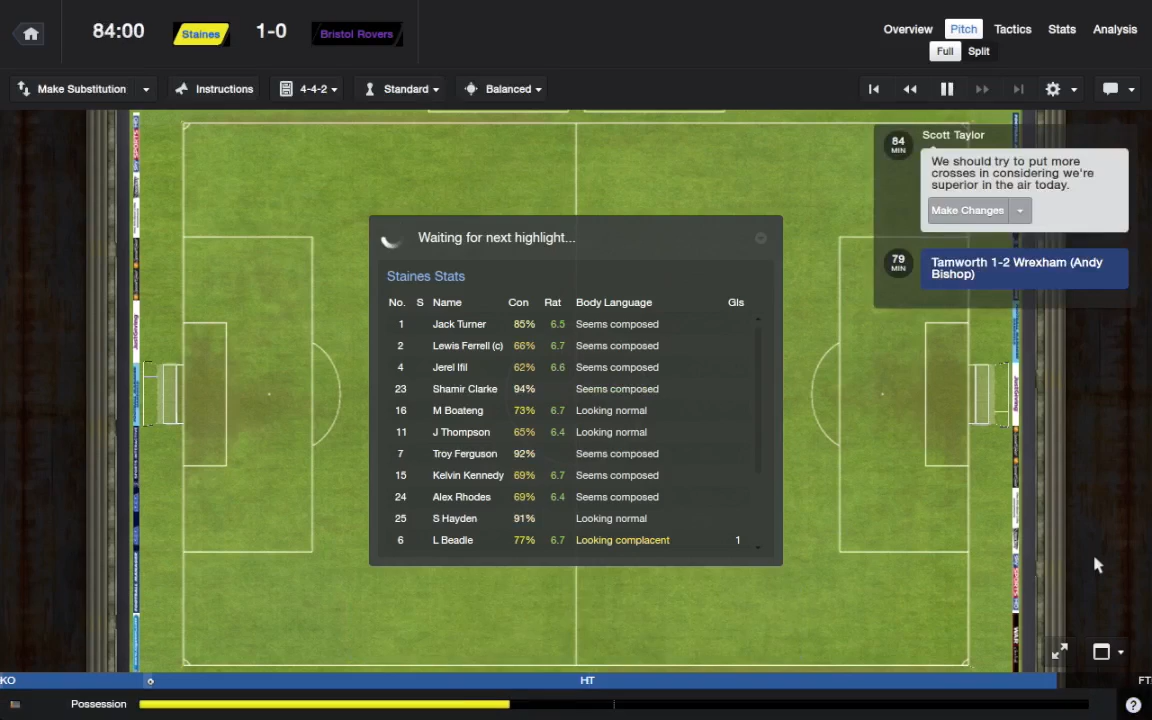 84:00 Staines 1-0 Bristol Rovers
Overview Pitch Tactics Stats Analysis
Full Split
Make Substitution Instructions 4-4-2 Standard Balanced
84 MIN Scott Taylor
We should try to put more
crosses in considering we're
superior in the air today.
Make Changes
79 MIN Tamworth 1-2 Wrexham (Andy
Bishop)
Waiting for next highlight...
Staines Stats
No. S Name Con Rat Body Language Gls
1 Jack Turner 85% 6.5 Seems composed
2 Lewis Ferrell (c) 66% 6.7 Seems composed
4 Jerel Ifil 62% 6.6 Seems composed
23 Shamir Clarke 94% Seems composed
16 M Boateng 73% 6.7 Looking normal
11 J Thompson 65% 6.4 Looking normal
7 Troy Ferguson 92% Seems composed
15 Kelvin Kennedy 69% 6.7 Seems composed
24 Alex Rhodes 69% 6.4 Seems composed
25 S Hayden 91% Looking normal
6 L Beadle 77% 6.7 Looking complacent 1
KO HT FT
Possession ?